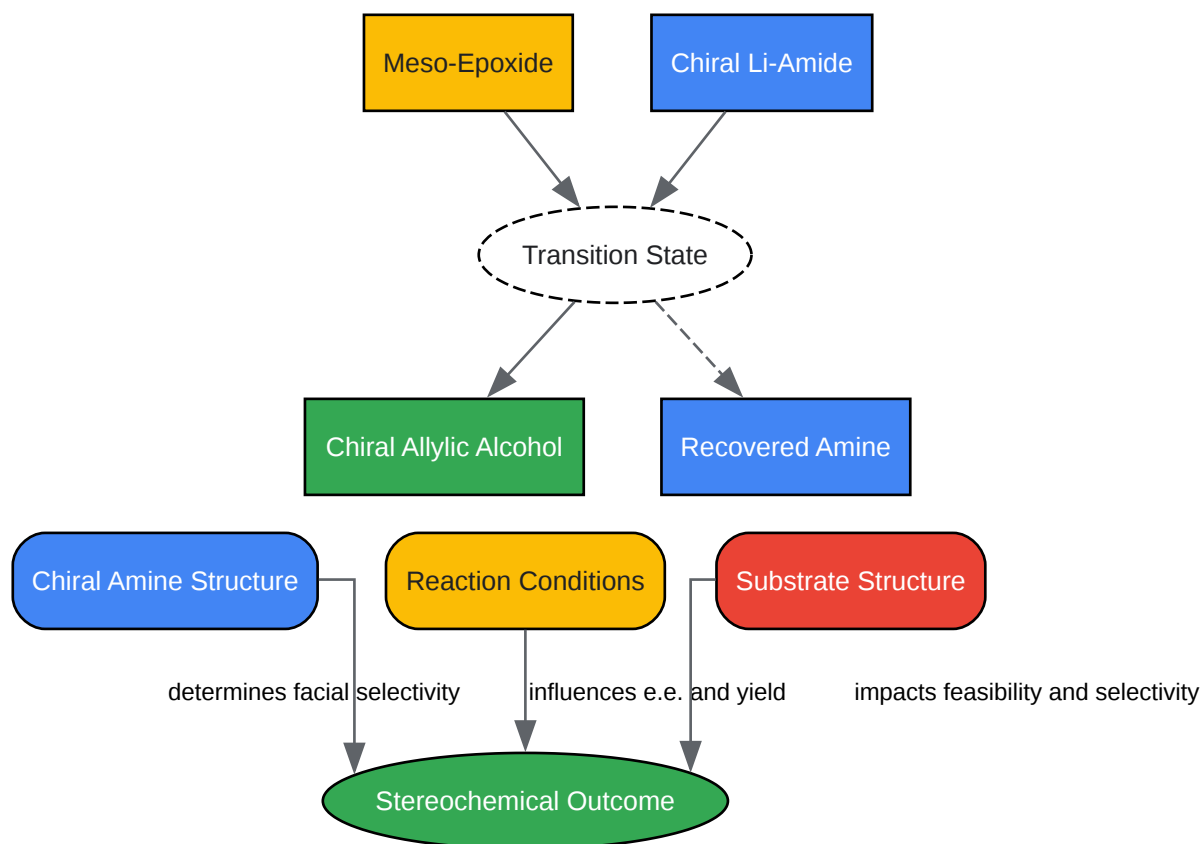 Meso-Epoxide
Chiral Li-Amide
Transition State
Chiral Allylic Alcohol
Recovered Amine
Chiral Amine Structure
Reaction Conditions
Substrate Structure
determines facial selectivity
influences e.e. and yield
impacts feasibility and selectivity
Stereochemical Outcome